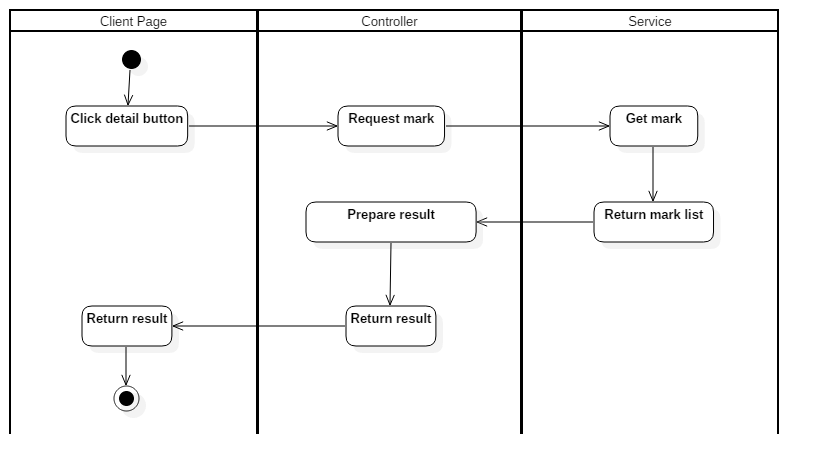 Client Page
Controller
Service
Click detail button
Request mark
Get mark
Prepare result
Return mark list
Return result
Return result